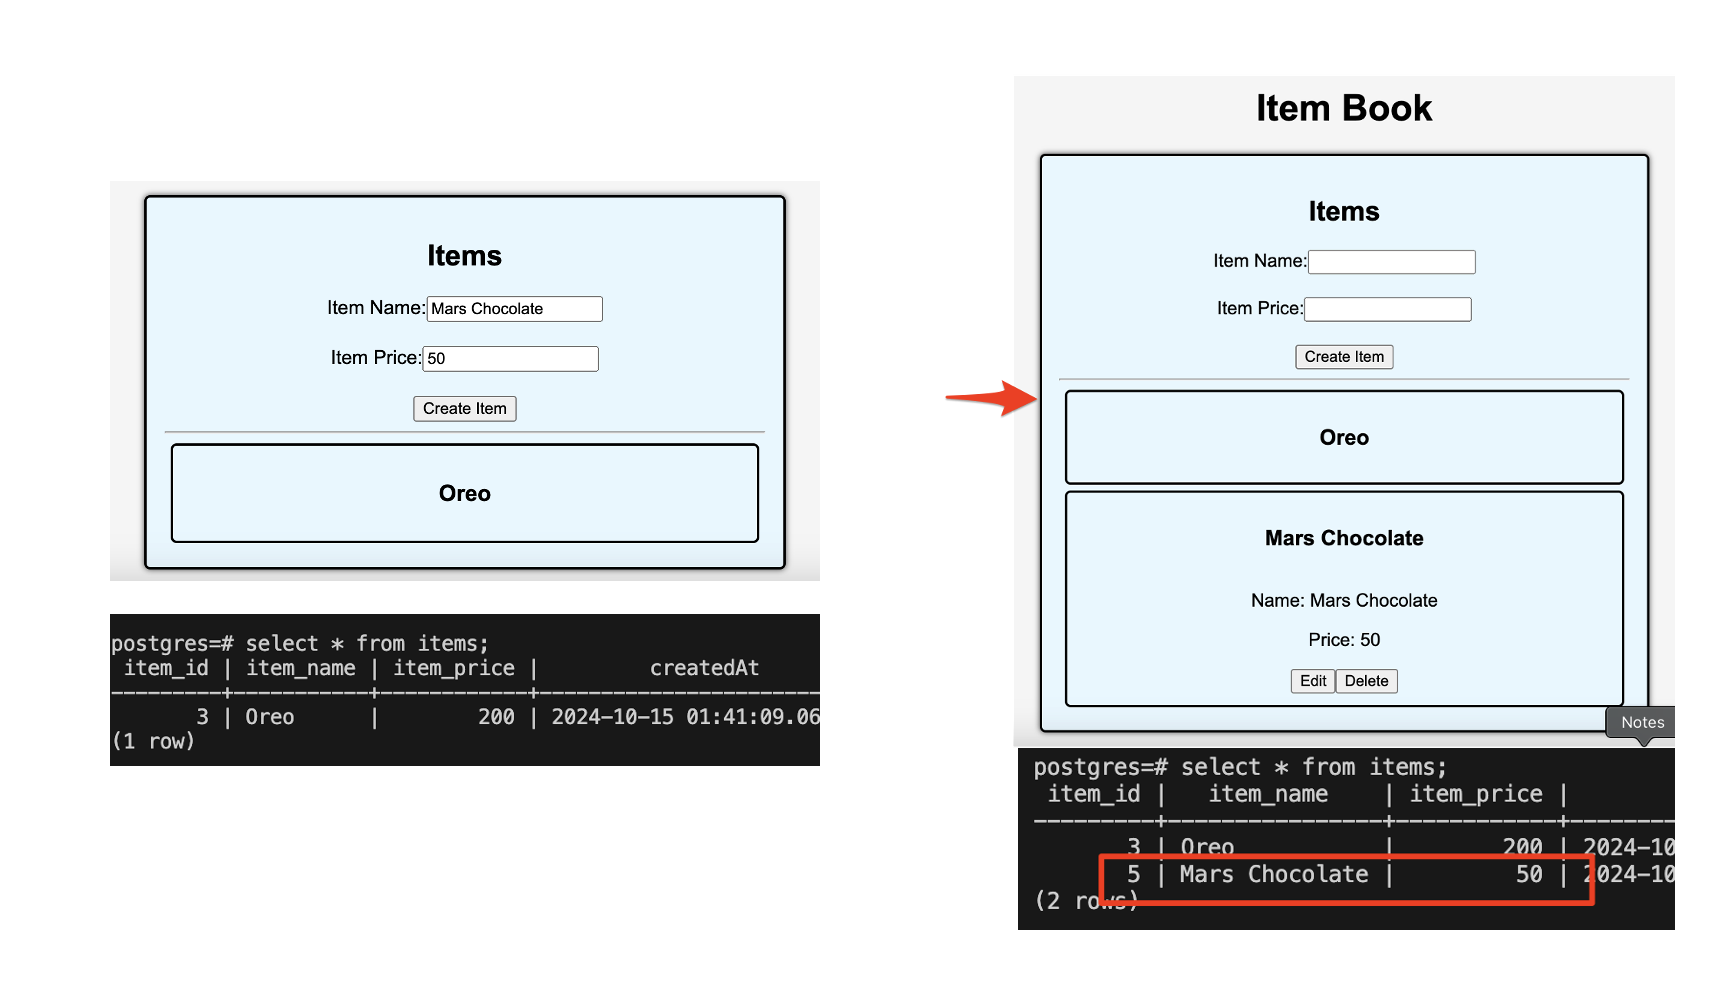 Items
Item Name: Mars Chocolate
Item Price: 50
Create Item
Oreo
postgres=# select * from items;
item_id | item_name | item_price | createdAt
---------+-----------+------------+-----------------------
3 | Oreo | 200 | 2024-10-15 01:41:09.06
(1 row)
Item Book
Items
Item Name:
Item Price:
Create Item
Oreo
Mars Chocolate
Name: Mars Chocolate
Price: 50
Edit Delete
Notes
postgres=# select * from items;
item_id | item_name | item_price |
---------+----------------+------------+--------
3 | Oreo | 200 | 2024-10
5 | Mars Chocolate | 50 | 2024-10
(2 rows)